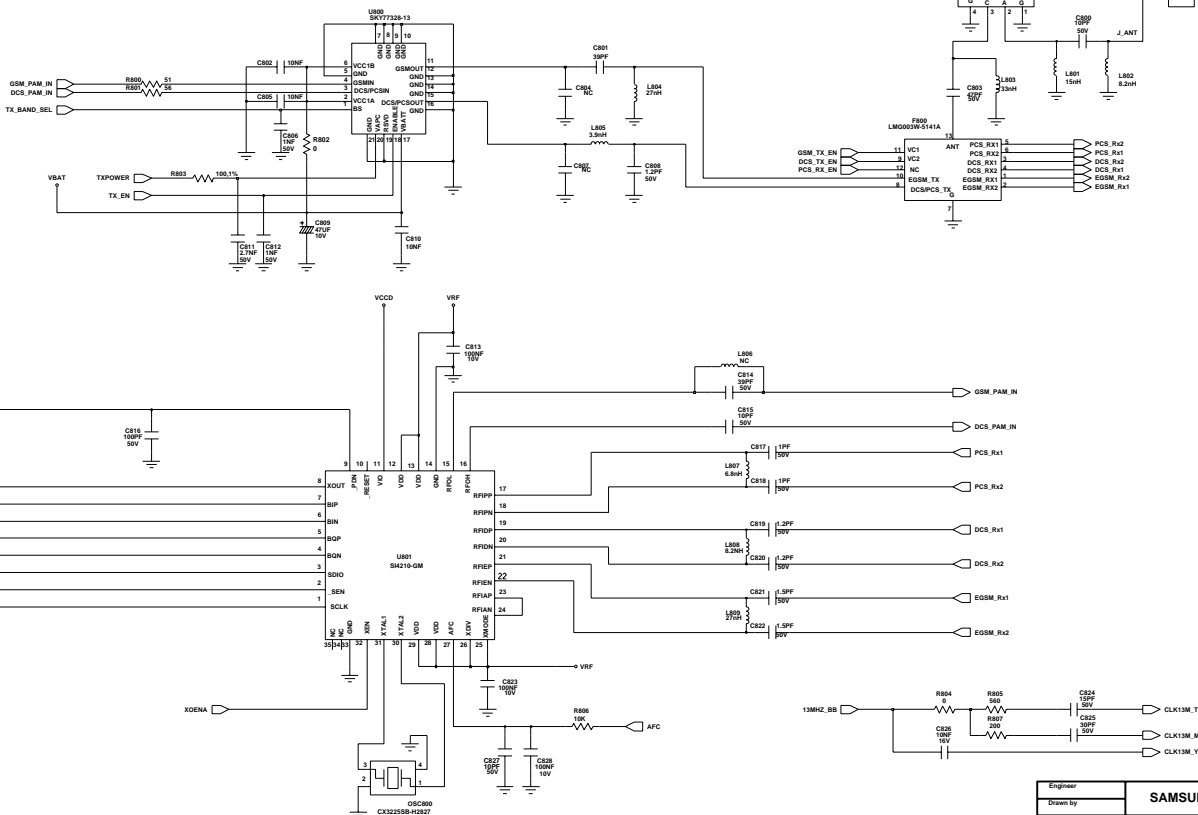 G C A G
4 3 2 1
C800
10PF
50V
J_ANT
L801
15nH
L802
8.2nH
U800
SKY77328-13
7 8 9 10
GND GND GND GND
6 VCC1B
5 GND
4 GSMIN
3 DCS/PCSIN
2 VCC1A
1 BS
11
GSMOUT 12
GND 13
GND 14
GND 15
DCS/PCSOUT 16
GND
GND VAPC RSVD ENABLE VBATT
21 20 19 18 17
C802 10NF
GSM_PAM_IN R800 51
DCS_PAM_IN R801 56
TX_BAND_SEL C805 10NF
C806
1NF
50V
R802
0
C801
39PF
C804
NC
L804
27nH
L805
3.9nH
C807
NC
C808
1.2PF
50V
C803
47PF
50V
L803
33nH
F800
LMG003W-5141A
13
ANT
GSM_TX_EN 11 VC1
DCS_TX_EN 9 VC2
PCS_RX_EN 12 NC
10 EGSM_TX
8 DCS/PCS_TX
G
7
PCS_RX1 5 PCS_Rx2
PCS_RX2 6 PCS_Rx1
DCS_RX1 3 DCS_Rx2
DCS_RX2 4 DCS_Rx1
EGSM_RX1 1 EGSM_Rx2
EGSM_RX2 2 EGSM_Rx1
VBAT
TXPOWER R803 100,1%
TX_EN
C811
2.7NF
50V
C812
1NF
50V
C809
47UF
10V
C810
10NF
VCCD
VRF
C813
100NF
10V
L806
NC
C814
39PF
50V
GSM_PAM_IN
C815
10PF
50V
DCS_PAM_IN
C816
100PF
50V
9 10 11 12 13 14 15 16
_PDN _RESET VIO VDD VDD GND RFOL RFOH
8 XOUT
7 BIP
6 BIN
5 BQP
4 BQN
3 SDIO
2 _SEN
1 SCLK
U801
SI4210-GM
17 RFIPP
18 RFIPN
19 RFIDP
20 RFIDN
21 RFIEP
22 RFIEN
23 RFIAP
24 RFIAN
NC NC GND XEN XTAL1 XTAL2 VDD VDD AFC XDIV XMODE
35 34 33 32 31 30 29 28 27 26 25
C817 1PF
50V
PCS_Rx1
L807
6.8nH
C818 1PF
50V
PCS_Rx2
C819 1.2PF
50V
DCS_Rx1
L808
8.2NH
C820 1.2PF
50V
DCS_Rx2
C821 1.5PF
50V
EGSM_Rx1
L809
27nH
C822 1.5PF
50V
EGSM_Rx2
VRF
C823
100NF
10V
XOENA
R806
10K
AFC
C827
10PF
50V
C828
100NF
10V
3 4
2 1
OSC800
CX3225SB-H2827
13MHZ_BB
R804
0
R805
560
R807
200
C824
15PF
50V
CLK13M_T
C825
30PF
50V
CLK13M_M
C826
10NF
16V
CLK13M_Y
Engineer
Drawn by
SAMSU